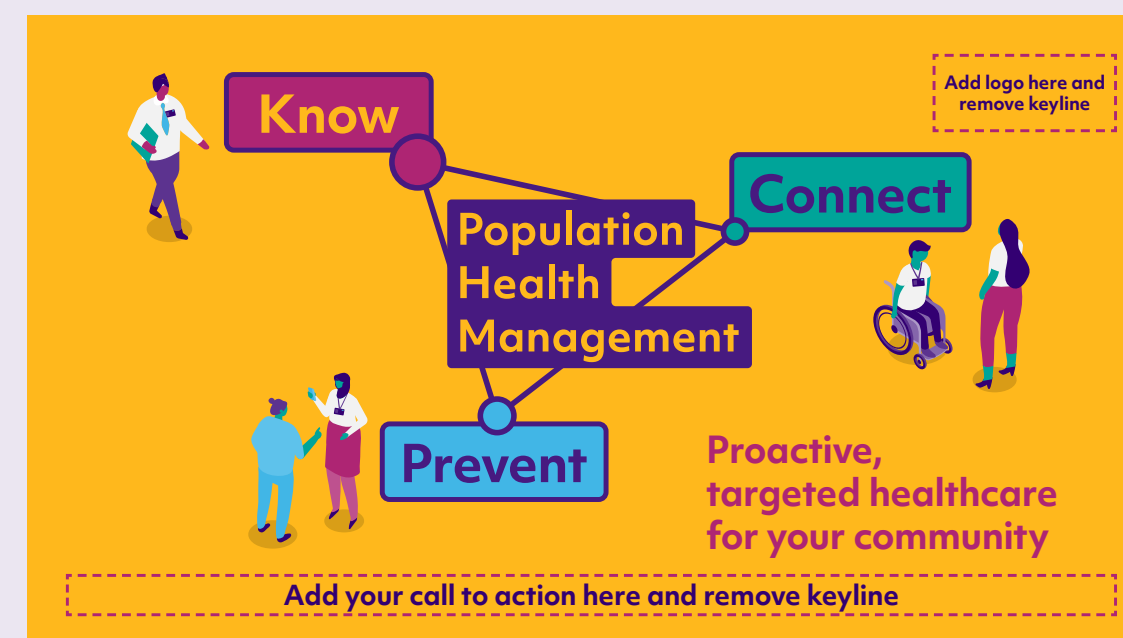 Know
Add logo here and
remove keyline
Connect
Population
Health
Management
Prevent
Proactive,
targeted healthcare
for your community
Add your call to action here and remove keyline